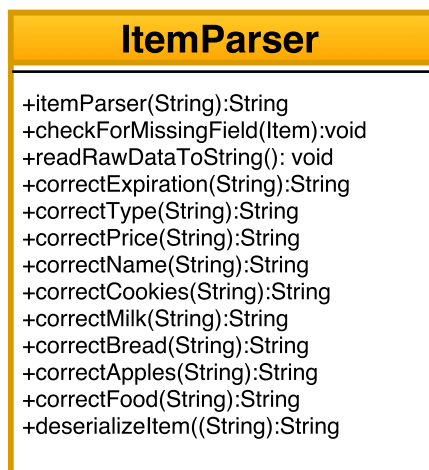 ItemParser
+itemParser(String):String
+checkForMissingField(Item):void
+readRawDataToString(): void
+correctExpiration(String):String
+correctType(String):String
+correctPrice(String):String
+correctName(String):String
+correctCookies(String):String
+correctMilk(String):String
+correctBread(String):String
+correctApples(String):String
+correctFood(String):String
+deserializeItem((String):String